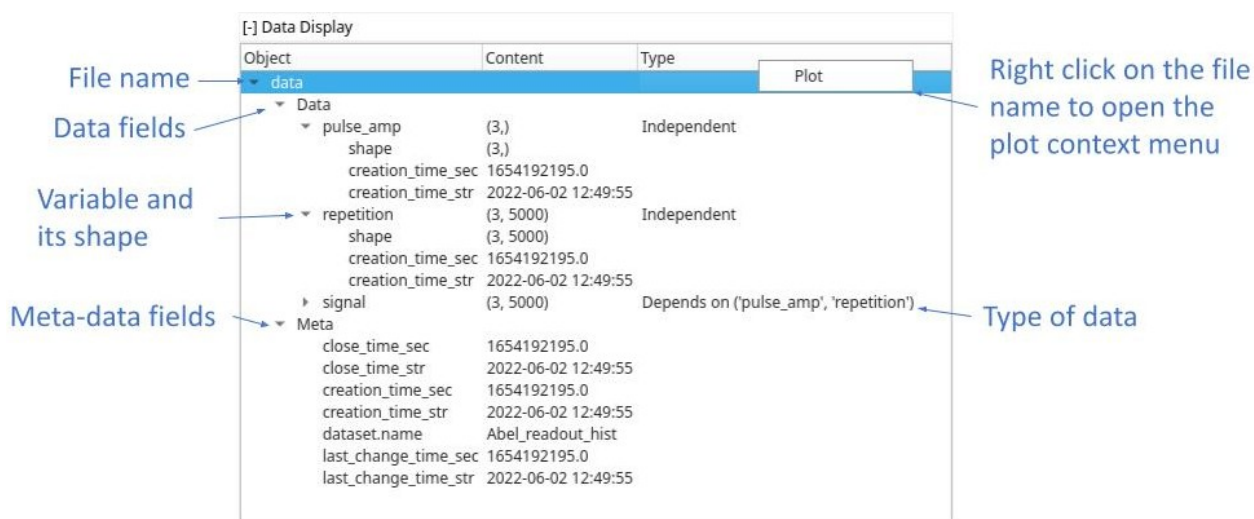 [-] Data Display
Object Content Type
File name
data
Plot
Right click on the file
name to open the
plot context menu
Data fields
Data
pulse_amp (3,) Independent
shape (3,)
creation_time_sec 1654192195.0
creation_time_str 2022-06-02 12:49:55
Variable and
its shape
repetition (3, 5000) Independent
shape (3, 5000)
creation_time_sec 1654192195.0
creation_time_str 2022-06-02 12:49:55
signal (3, 5000) Depends on ('pulse_amp', 'repetition')
Type of data
Meta-data fields
Meta
close_time_sec 1654192195.0
close_time_str 2022-06-02 12:49:55
creation_time_sec 1654192195.0
creation_time_str 2022-06-02 12:49:55
dataset.name Abel_readout_hist
last_change_time_sec 1654192195.0
last_change_time_str 2022-06-02 12:49:55